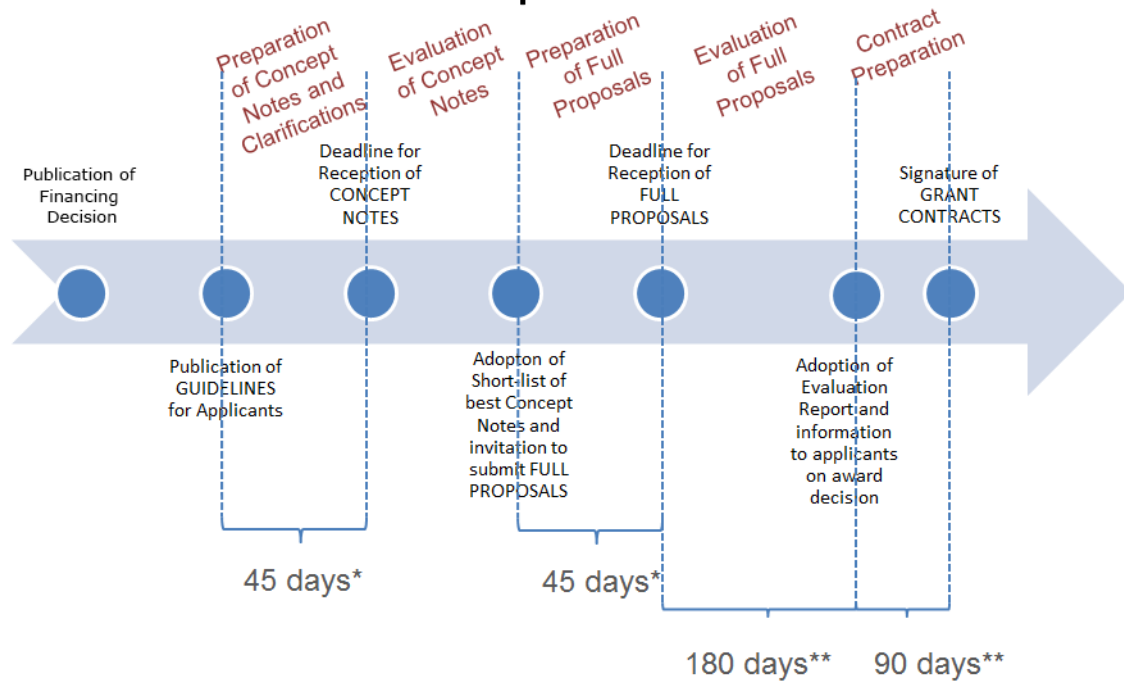 Preparation
of Concept
Notes and
Clarifications
Evaluation
of Concept
Notes
Preparation
of Full
Proposals
Evaluation
of Full
Proposals
Contract
Preparation
Publication of
Financing
Decision
Deadline for
Reception of
CONCEPT
NOTES
Deadline for
Reception of
FULL
PROPOSALS
Signature of
GRANT
CONTRACTS
Publication of
GUIDELINES
for Applicants
Adopton of
Short-list of
best Concept
Notes and
invitation to
submit FULL
PROPOSALS
Adoption of
Evaluation
Report and
information
to applicants
on award
decision
45 days*
45 days*
180 days**
90 days**